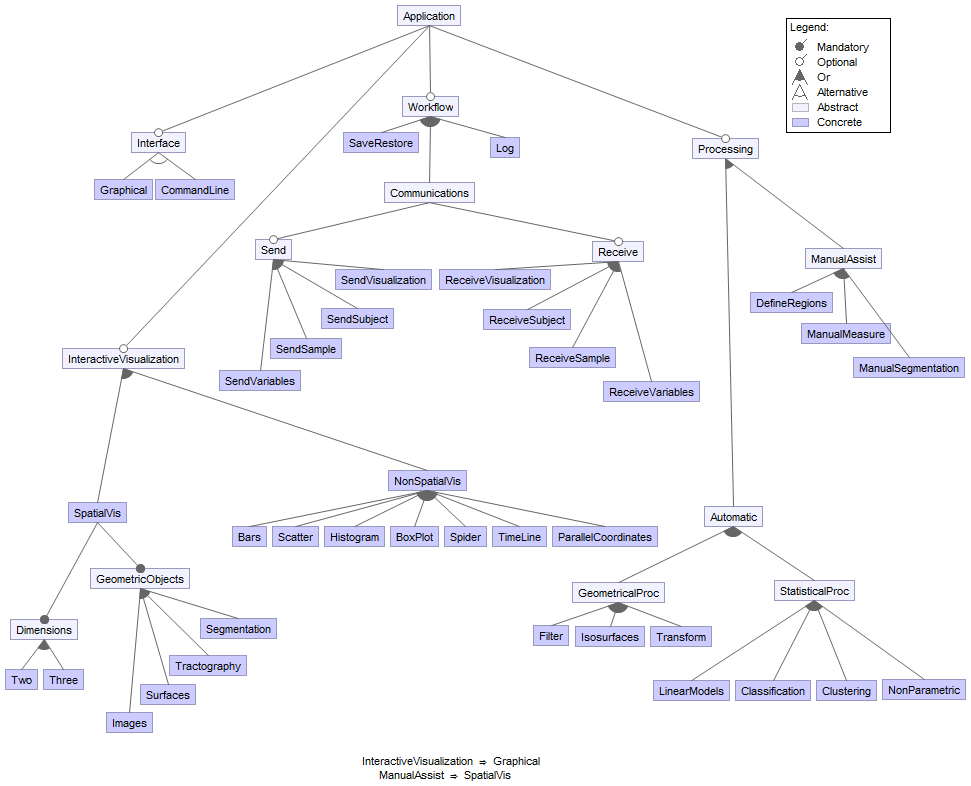 Application
Legend:
Mandatory
Optional
Or
Alternative
Abstract
Concrete
Workflow
Interface
SaveRestore
Log
Processing
Graphical
CommandLine
Communications
Send
Receive
ManualAssist
SendVisualization
ReceiveVisualization
DefineRegions
SendSubject
ReceiveSubject
ManualMeasure
SendSample
InteractiveVisualization
ReceiveSample
ManualSegmentation
SendVariables
ReceiveVariables
NonSpatialVis
SpatialVis
Automatic
Bars
Scatter
Histogram
BoxPlot
Spider
TimeLine
ParallelCoordinates
GeometricObjects
GeometricalProc
StatisticalProc
Dimensions
Segmentation
Filter
Isosurfaces
Transform
Tractography
Two
Three
Surfaces
LinearModels
Classification
Clustering
NonParametric
Images
InteractiveVisualization ⇒ Graphical
ManualAssist ⇒ SpatialVis